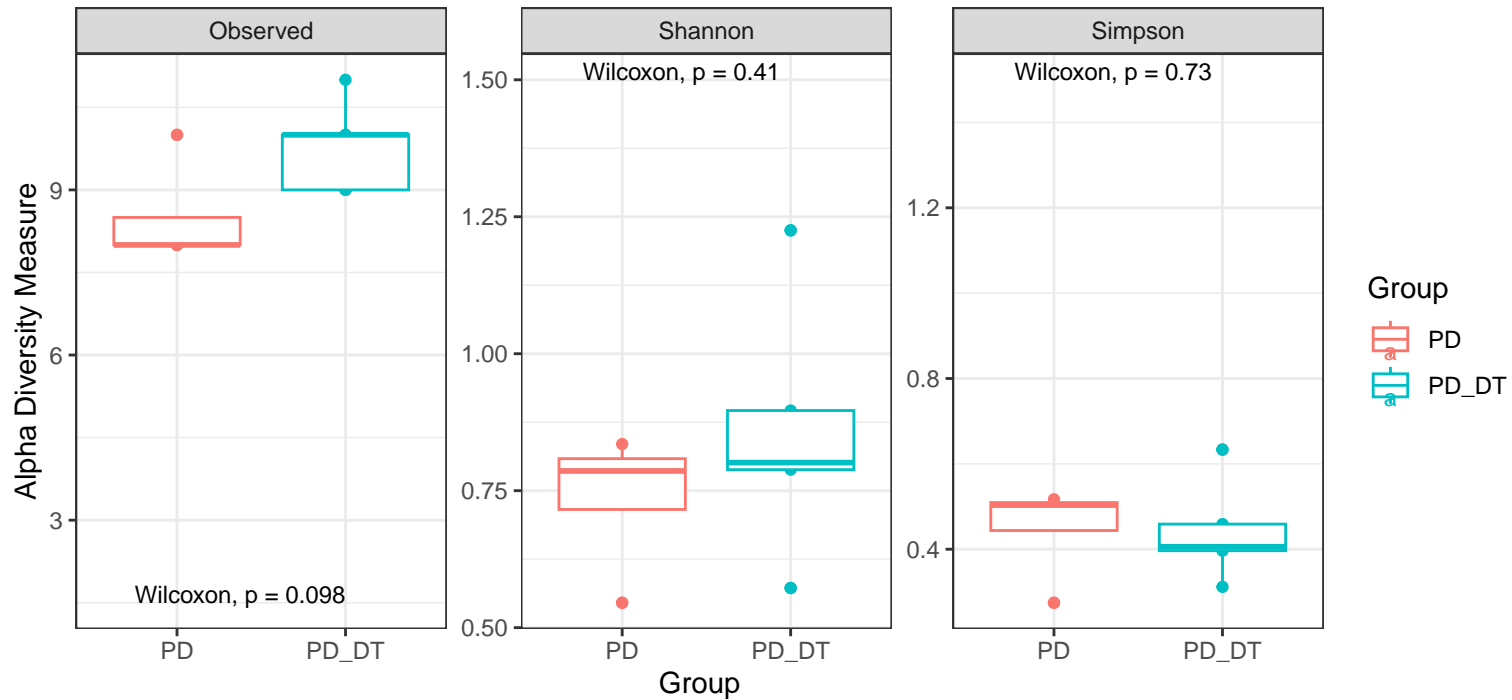 Observed
Shannon
Simpson
Alpha Diversity Measure
9
6
3
Wilcoxon, p = 0.098
PD
PD_DT
1.50
1.25
1.00
0.75
0.50
Wilcoxon, p = 0.41
PD
PD_DT
1.2
0.8
0.4
Wilcoxon, p = 0.73
PD
PD_DT
Group
Group
a
PD
a
PD_DT